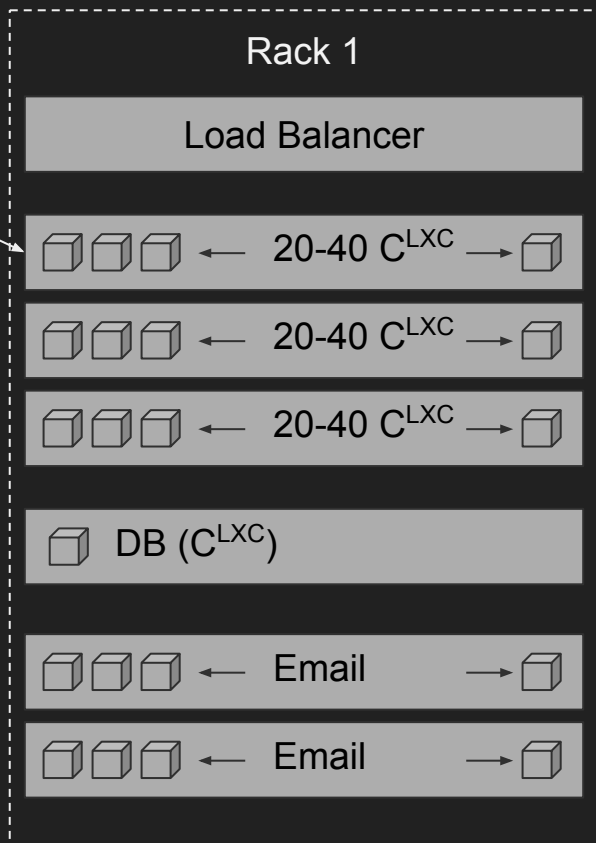 Rack 1
Load Balancer
20-40 C^LXC
20-40 C^LXC
20-40 C^LXC
DB (C^LXC)
Email
Email